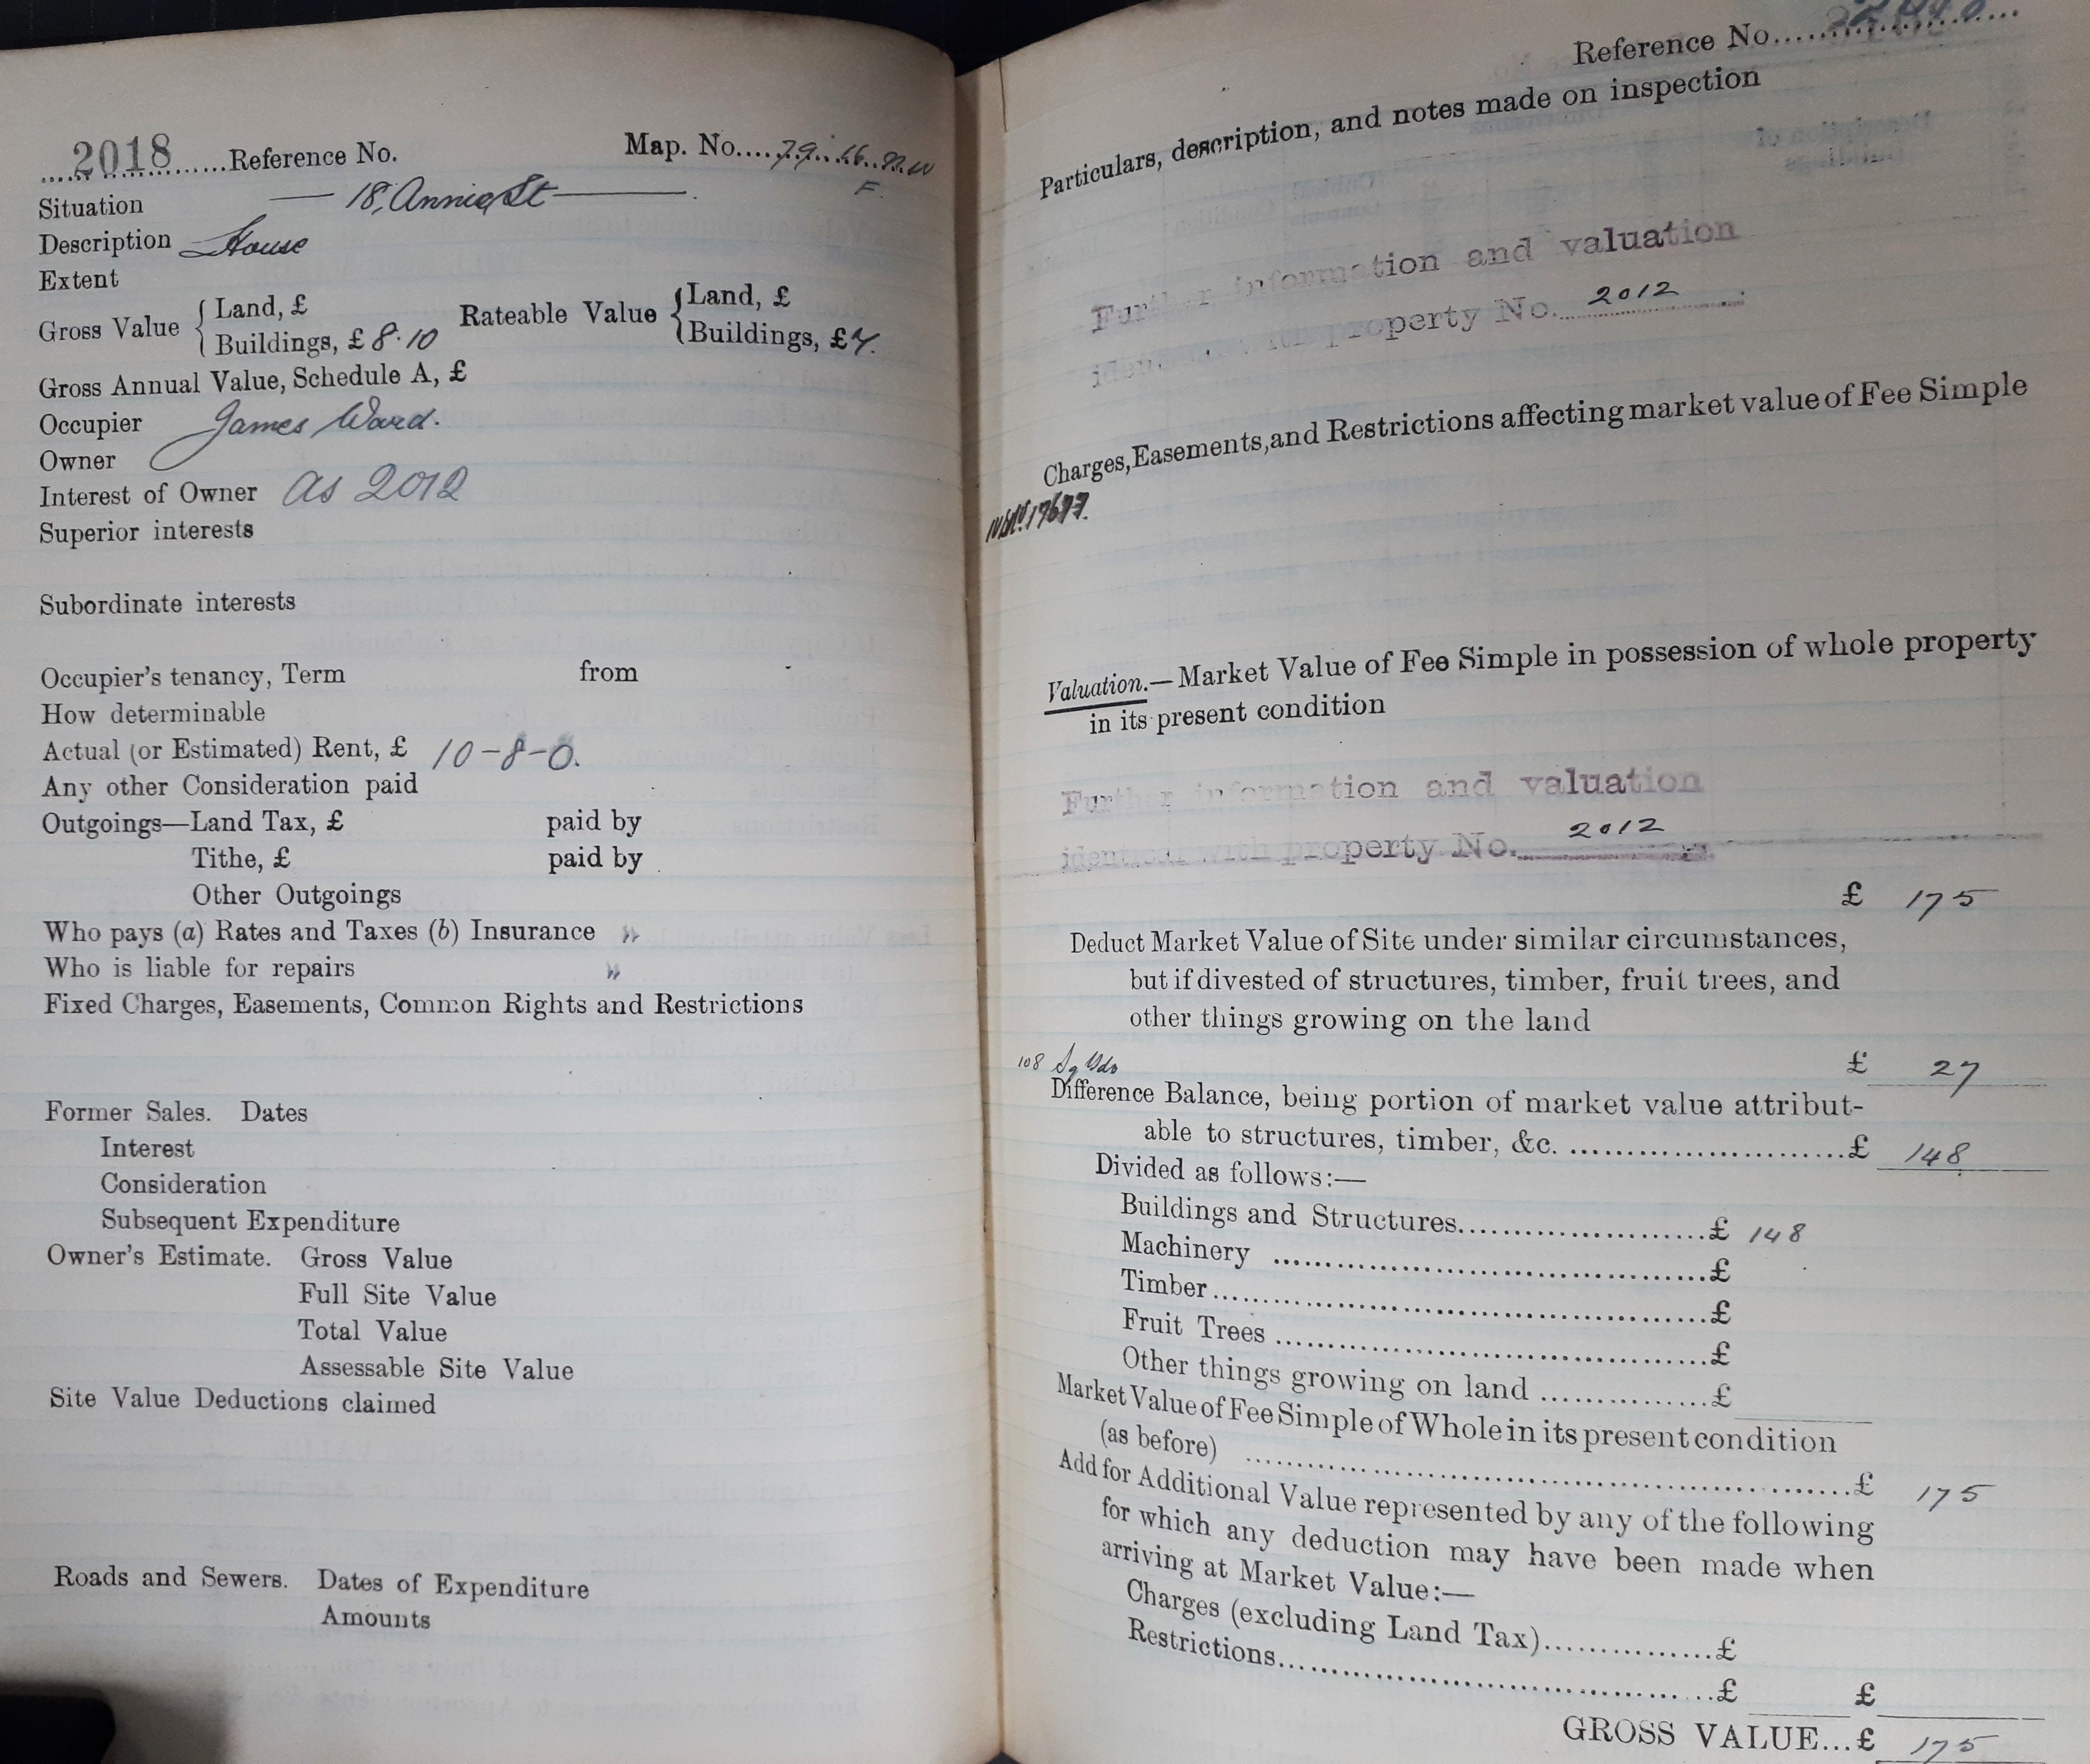 2018 Reference No. Map. No.
Situation — 18, Annie St —
Description House
Extent
Gross Value { Land, £ Rateable Value { Land, £
Buildings, £ 8.10 Buildings, £
Gross Annual Value, Schedule A, £
Occupier James Ward.
Owner
Interest of Owner as 2012
Superior interests
Subordinate interests
Occupier's tenancy, Term from
How determinable
Actual (or Estimated) Rent, £ 10-8-0.
Any other Consideration paid
Outgoings—Land Tax, £ paid by
Tithe, £ paid by
Other Outgoings
Who pays (a) Rates and Taxes (b) Insurance "
Who is liable for repairs "
Fixed Charges, Easements, Common Rights and Restrictions
Former Sales. Dates
Interest
Consideration
Subsequent Expenditure
Owner's Estimate. Gross Value
Full Site Value
Total Value
Assessable Site Value
Site Value Deductions claimed
Roads and Sewers. Dates of Expenditure
Amounts
Reference No.
Particulars, description, and notes made on inspection
Further information and valuation
identical with property No. 2012
Charges, Easements, and Restrictions affecting market value of Fee Simple
Valuation.—Market Value of Fee Simple in possession of whole property
in its present condition
Further information and valuation
identical with property No. 2012
£ 175
Deduct Market Value of Site under similar circumstances,
but if divested of structures, timber, fruit trees, and
other things growing on the land
108 Sq Yds £ 27
Difference Balance, being portion of market value attribut-
able to structures, timber, &c. £ 148
Divided as follows:—
Buildings and Structures £ 148
Machinery £
Timber £
Fruit Trees £
Other things growing on land £
Market Value of Fee Simple of Whole in its present condition
(as before) £ 175
Add for Additional Value represented by any of the following
for which any deduction may have been made when
arriving at Market Value:—
Charges (excluding Land Tax) £
Restrictions £ £
GROSS VALUE...£ 175